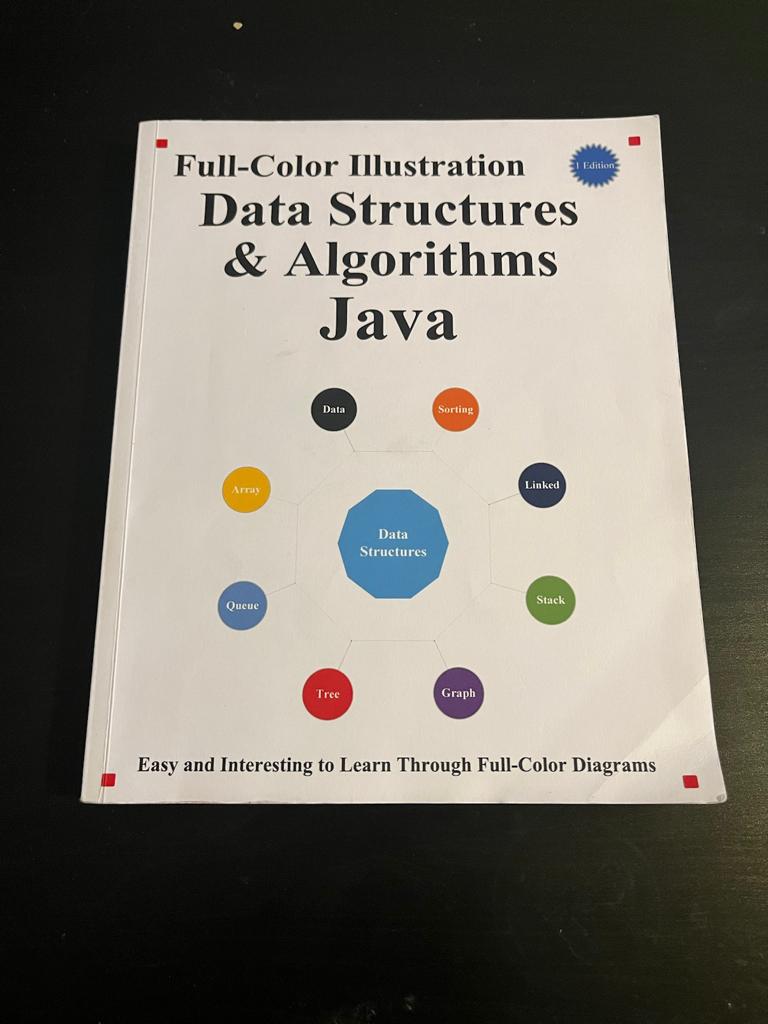 Full-Color Illustration
1 Edition
Data Structures
& Algorithms
Java
Data
Sorting
Array
Linked
Data
Structures
Queue
Stack
Tree
Graph
Easy and Interesting to Learn Through Full-Color Diagrams